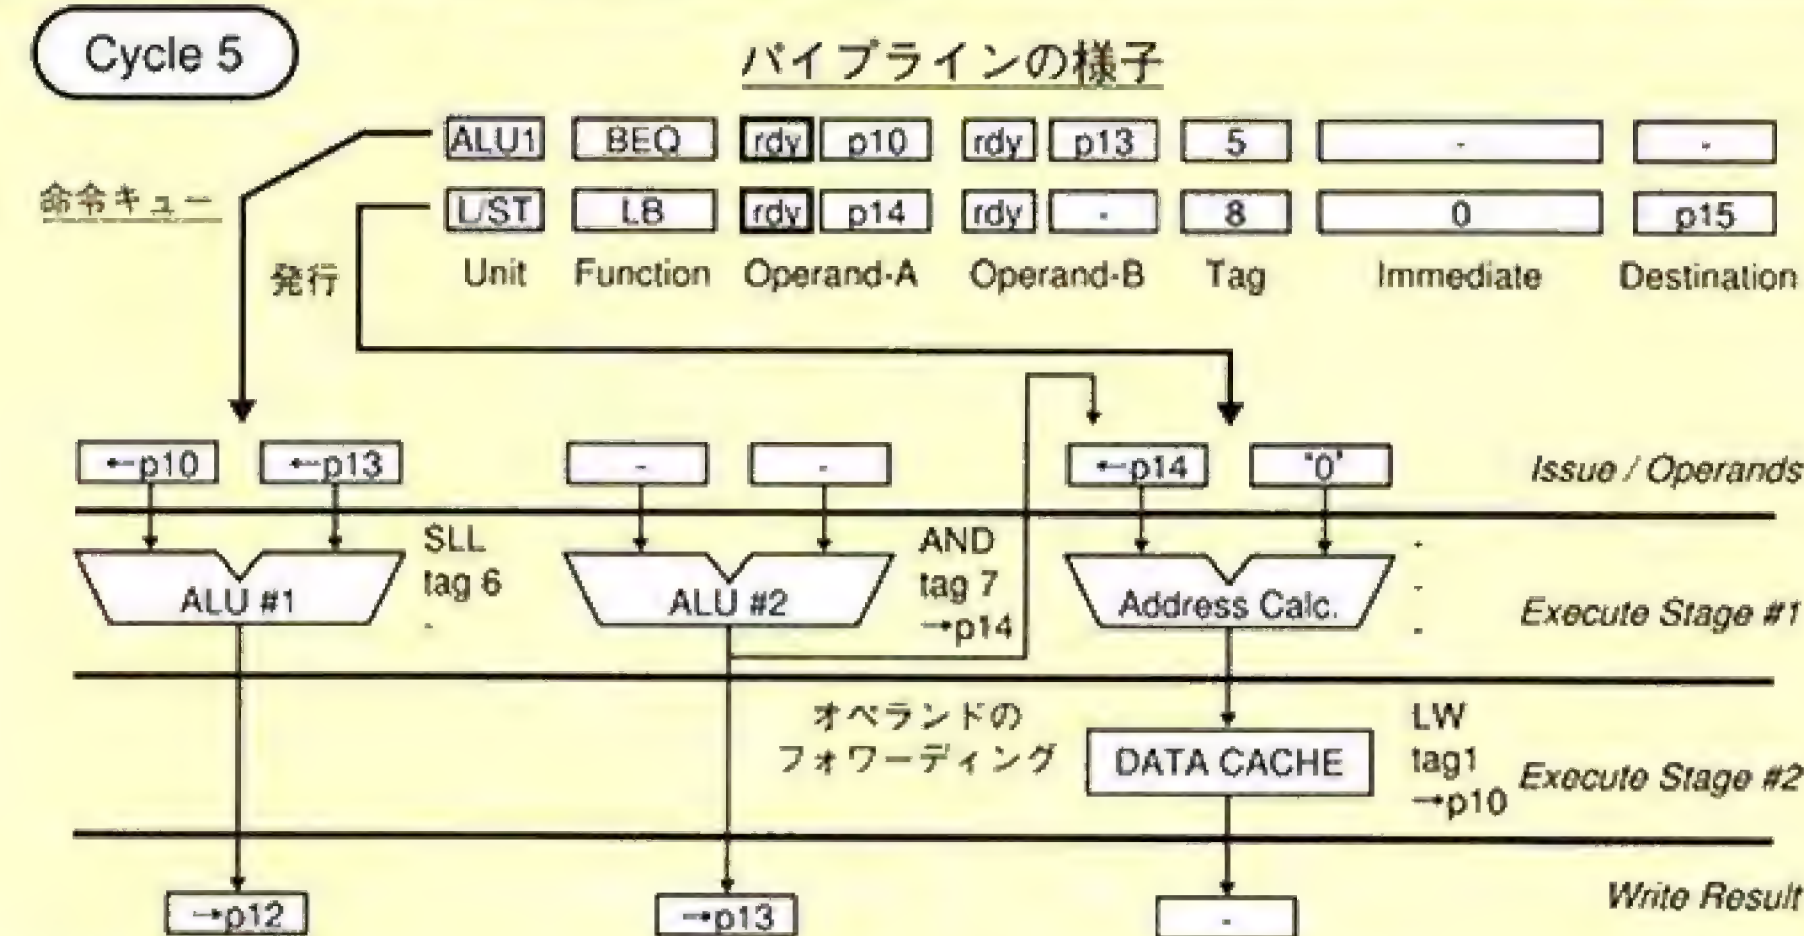 Cycle 5
パイプラインの様子
ALU1 BEQ rdy p10 rdy p13 5 - -
命令キュー
L/ST LB rdy p14 rdy - 8 0 p15
発行
Unit Function Operand-A Operand-B Tag Immediate Destination
←p10 ←p13 - - ←p14 "0" Issue / Operands
SLL
tag 6
-
AND
tag 7
→p14
-
-
-
ALU #1 ALU #2 Address Calc. Execute Stage #1
オペランドの
フォワーディング
DATA CACHE
LW
tag1
→p10
Execute Stage #2
→p12 →p13 - Write Result